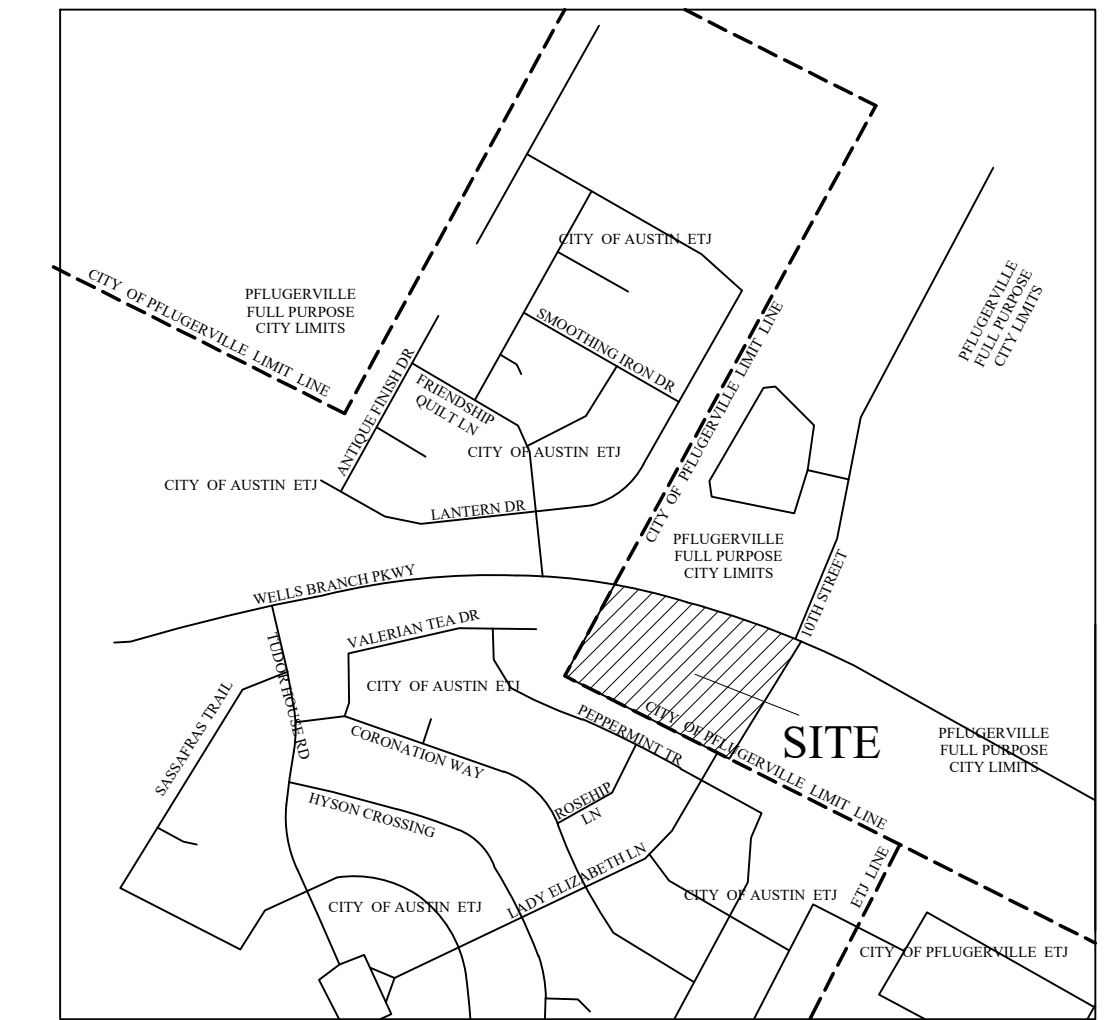 CITY OF AUSTIN ETJ
CITY OF PFLUGERVILLE LIMIT LINE
PFLUGERVILLE
FULL PURPOSE
CITY LIMITS
PFLUGERVILLE
FULL PURPOSE
CITY LIMITS
SMOOTHING IRON DR
CITY OF PFLUGERVILLE LIMIT LINE
ANTIQUE FINISH DR
FRIENDSHIP
QUILT LN
CITY OF AUSTIN ETJ
CITY OF AUSTIN ETJ
LANTERN DR
PFLUGERVILLE
FULL PURPOSE
CITY LIMITS
10TH STREET
WELLS BRANCH PKWY
VALERIAN TEA DR
TUDOR HOUSE RD
CITY OF AUSTIN ETJ
SASSAFRAS TRAIL
PEPPERMINT TR
CITY OF PFLUGERVILLE LIMIT LINE
SITE
PFLUGERVILLE
FULL PURPOSE
CITY LIMITS
CORONATION WAY
HYSON CROSSING
ROSEHIP
LN
LADY ELIZABETH LN
ETJ LINE
CITY OF AUSTIN ETJ
CITY OF AUSTIN ETJ
CITY OF PFLUGERVILLE ETJ